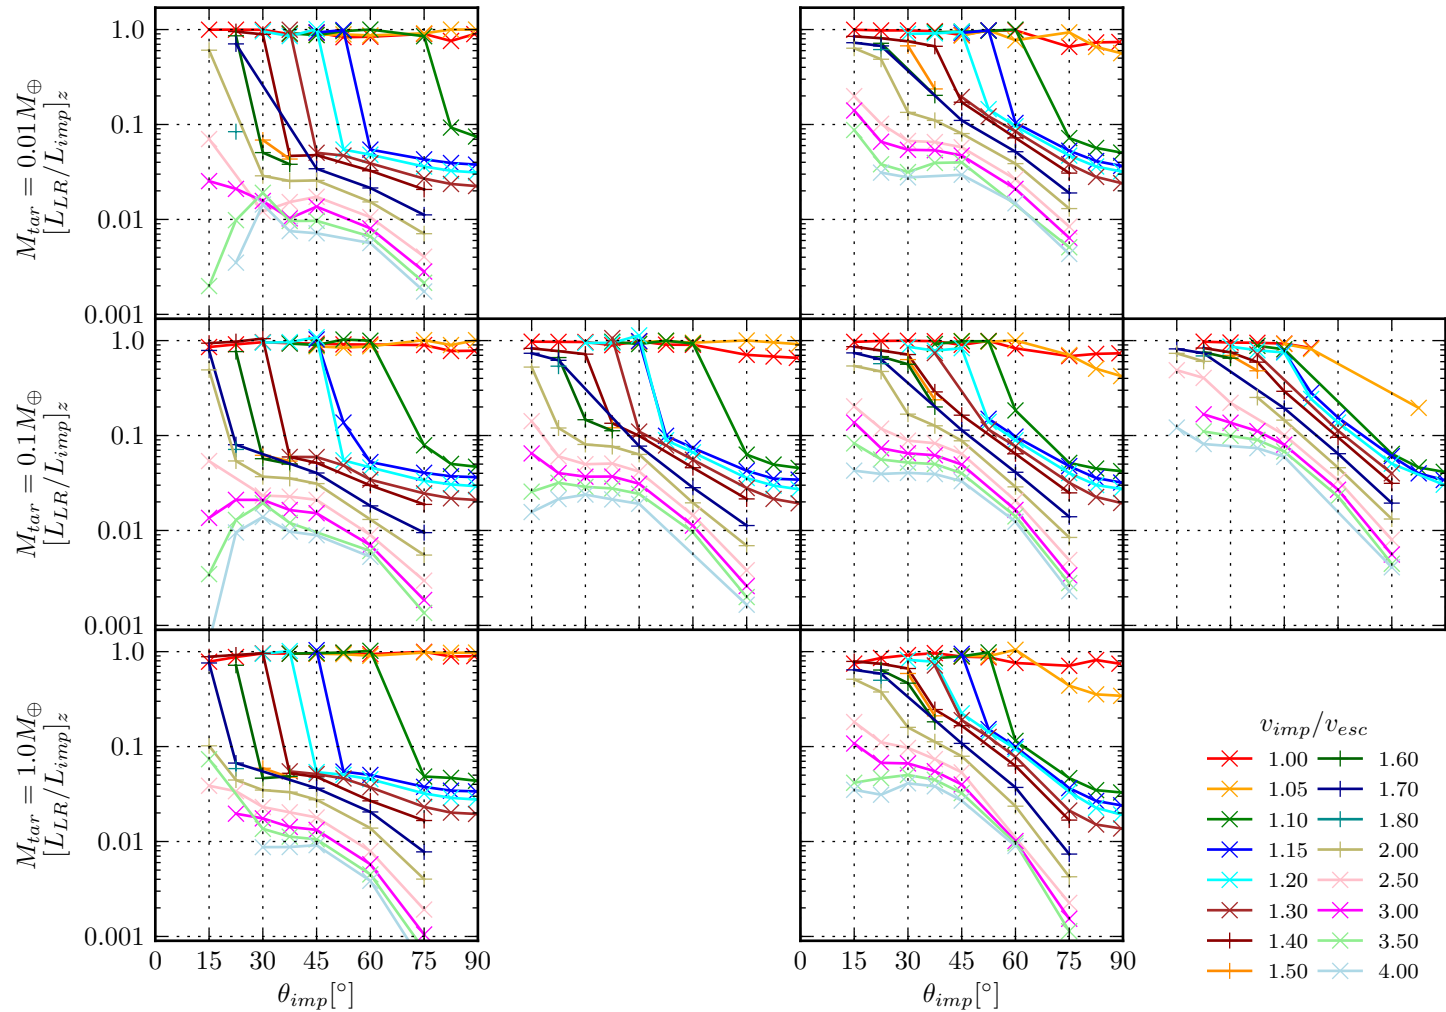 M_tar = 0.01M_⊕
[L_LR/L_imp]_z
1.0
0.1
0.01
0.001
M_tar = 0.1M_⊕
[L_LR/L_imp]_z
1.0
0.1
0.01
0.001
M_tar = 1.0M_⊕
[L_LR/L_imp]_z
1.0
0.1
0.01
0.001
0 15 30 45 60 75 90
θ_imp[°]
0 15 30 45 60 75 90
θ_imp[°]
v_imp/v_esc
1.00 1.60
1.05 1.70
1.10 1.80
1.15 2.00
1.20 2.50
1.30 3.00
1.40 3.50
1.50 4.00